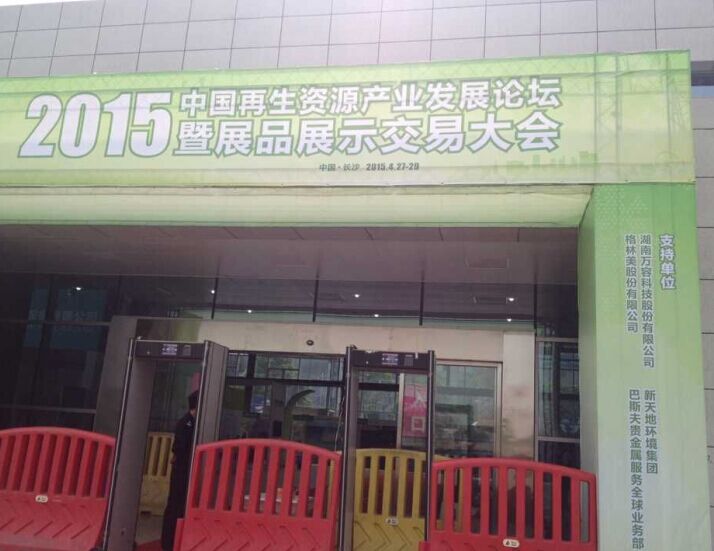 2015
中国再生资源产业发展论坛
暨展品展示交易大会
中国·长沙 2015.4.27-29
支持单位
湖南万容科技股份有限公司
格林美股份有限公司
新天地环境集团
巴斯夫贵金属服务全球业务部
入口